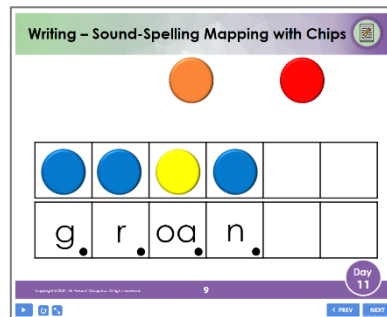 Writing – Sound-Spelling Mapping with Chips
g r oa n
Day
11
9
PREV NEXT